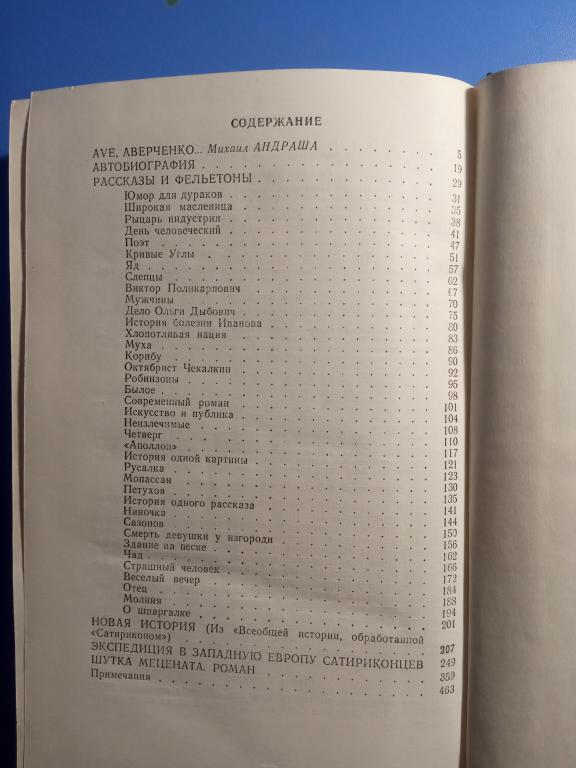 СОДЕРЖАНИЕ
AVE, АВЕРЧЕНКО... Михаил АНДРАША . . . . . . . . 5
АВТОБИОГРАФИЯ . . . . . . . . 19
РАССКАЗЫ И ФЕЛЬЕТОНЫ . . . . . . . . 29
Юмор для дураков . . . . . . . . 31
Широкая масленица . . . . . . . . 35
Рыцарь индустрии . . . . . . . . 38
День человеческий . . . . . . . . 41
Поэт . . . . . . . . 47
Кривые Углы . . . . . . . . 51
Яд . . . . . . . . 57
Слепцы . . . . . . . . 62
Виктор Поликарпович . . . . . . . . 67
Мужчины . . . . . . . . 70
Дело Ольги Дыбович . . . . . . . . 75
История болезни Иванова . . . . . . . . 80
Хлопотливая нация . . . . . . . . 83
Муха . . . . . . . . 86
Корибу . . . . . . . . 90
Октябрист Чекалкин . . . . . . . . 92
Робинзоны . . . . . . . . 95
Былое . . . . . . . . 98
Современный роман . . . . . . . . 101
Искусство и публика . . . . . . . . 104
Неизлечимые . . . . . . . . 108
Четверг . . . . . . . . 110
«Аполлон» . . . . . . . . 117
История одной картины . . . . . . . . 121
Русалка . . . . . . . . 123
Мопассан . . . . . . . . 130
Петухов . . . . . . . . 135
История одного рассказа . . . . . . . . 141
Ниночка . . . . . . . . 144
Сазонов . . . . . . . . 150
Смерть девушки у изгороди . . . . . . . . 156
Здание на песке . . . . . . . . 162
Чад . . . . . . . . 166
Страшный человек . . . . . . . . 172
Веселый вечер . . . . . . . . 184
Отец . . . . . . . . 188
Молния . . . . . . . . 194
О шпаргалке . . . . . . . . 201
НОВАЯ ИСТОРИЯ (Из «Всеобщей истории, обработанной
«Сатириконом») . . . . . . . . 207
ЭКСПЕДИЦИЯ В ЗАПАДНУЮ ЕВРОПУ САТИРИКОНЦЕВ 249
ШУТКА МЕЦЕНАТА. РОМАН . . . . . . . . 359
Примечания . . . . . . . . 463